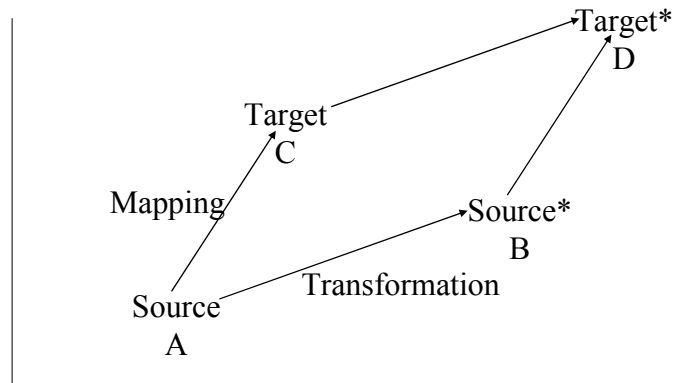 Target*
D
Target
C
Mapping
Source*
B
Transformation
Source
A